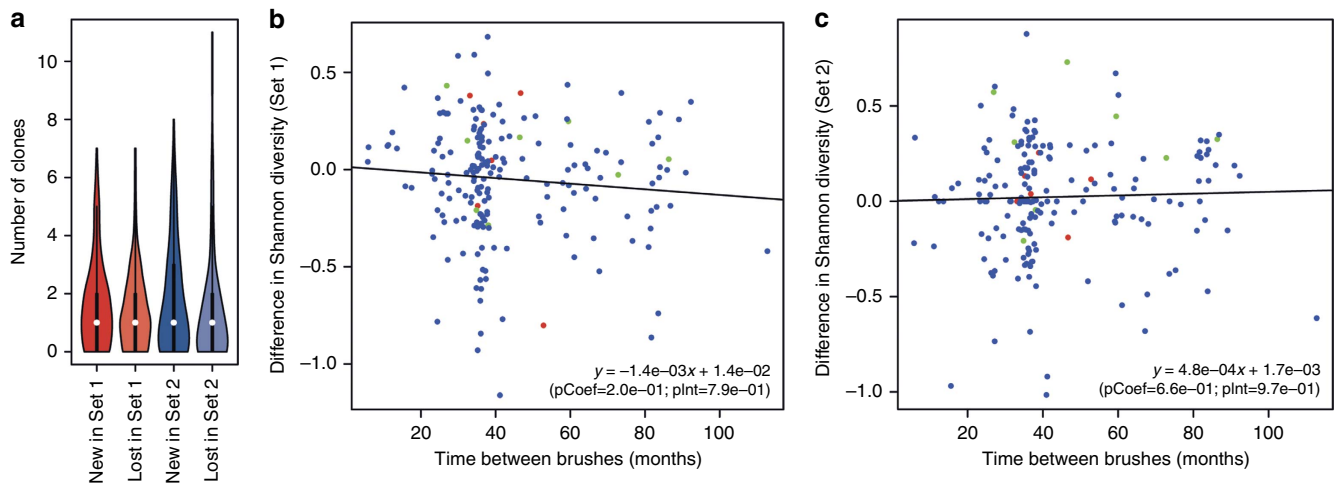 a
Number of clones
10
8
6
4
2
0
New in Set 1
Lost in Set 1
New in Set 2
Lost in Set 2
b
Difference in Shannon diversity (Set 1)
0.5
0.0
−0.5
−1.0
y = −1.4e−03x + 1.4e−02
(pCoef=2.0e−01; pInt=7.9e−01)
20 40 60 80 100
Time between brushes (months)
c
Difference in Shannon diversity (Set 2)
0.5
0.0
−0.5
−1.0
y = 4.8e−04x + 1.7e−03
(pCoef=6.6e−01; pInt=9.7e−01)
20 40 60 80 100
Time between brushes (months)